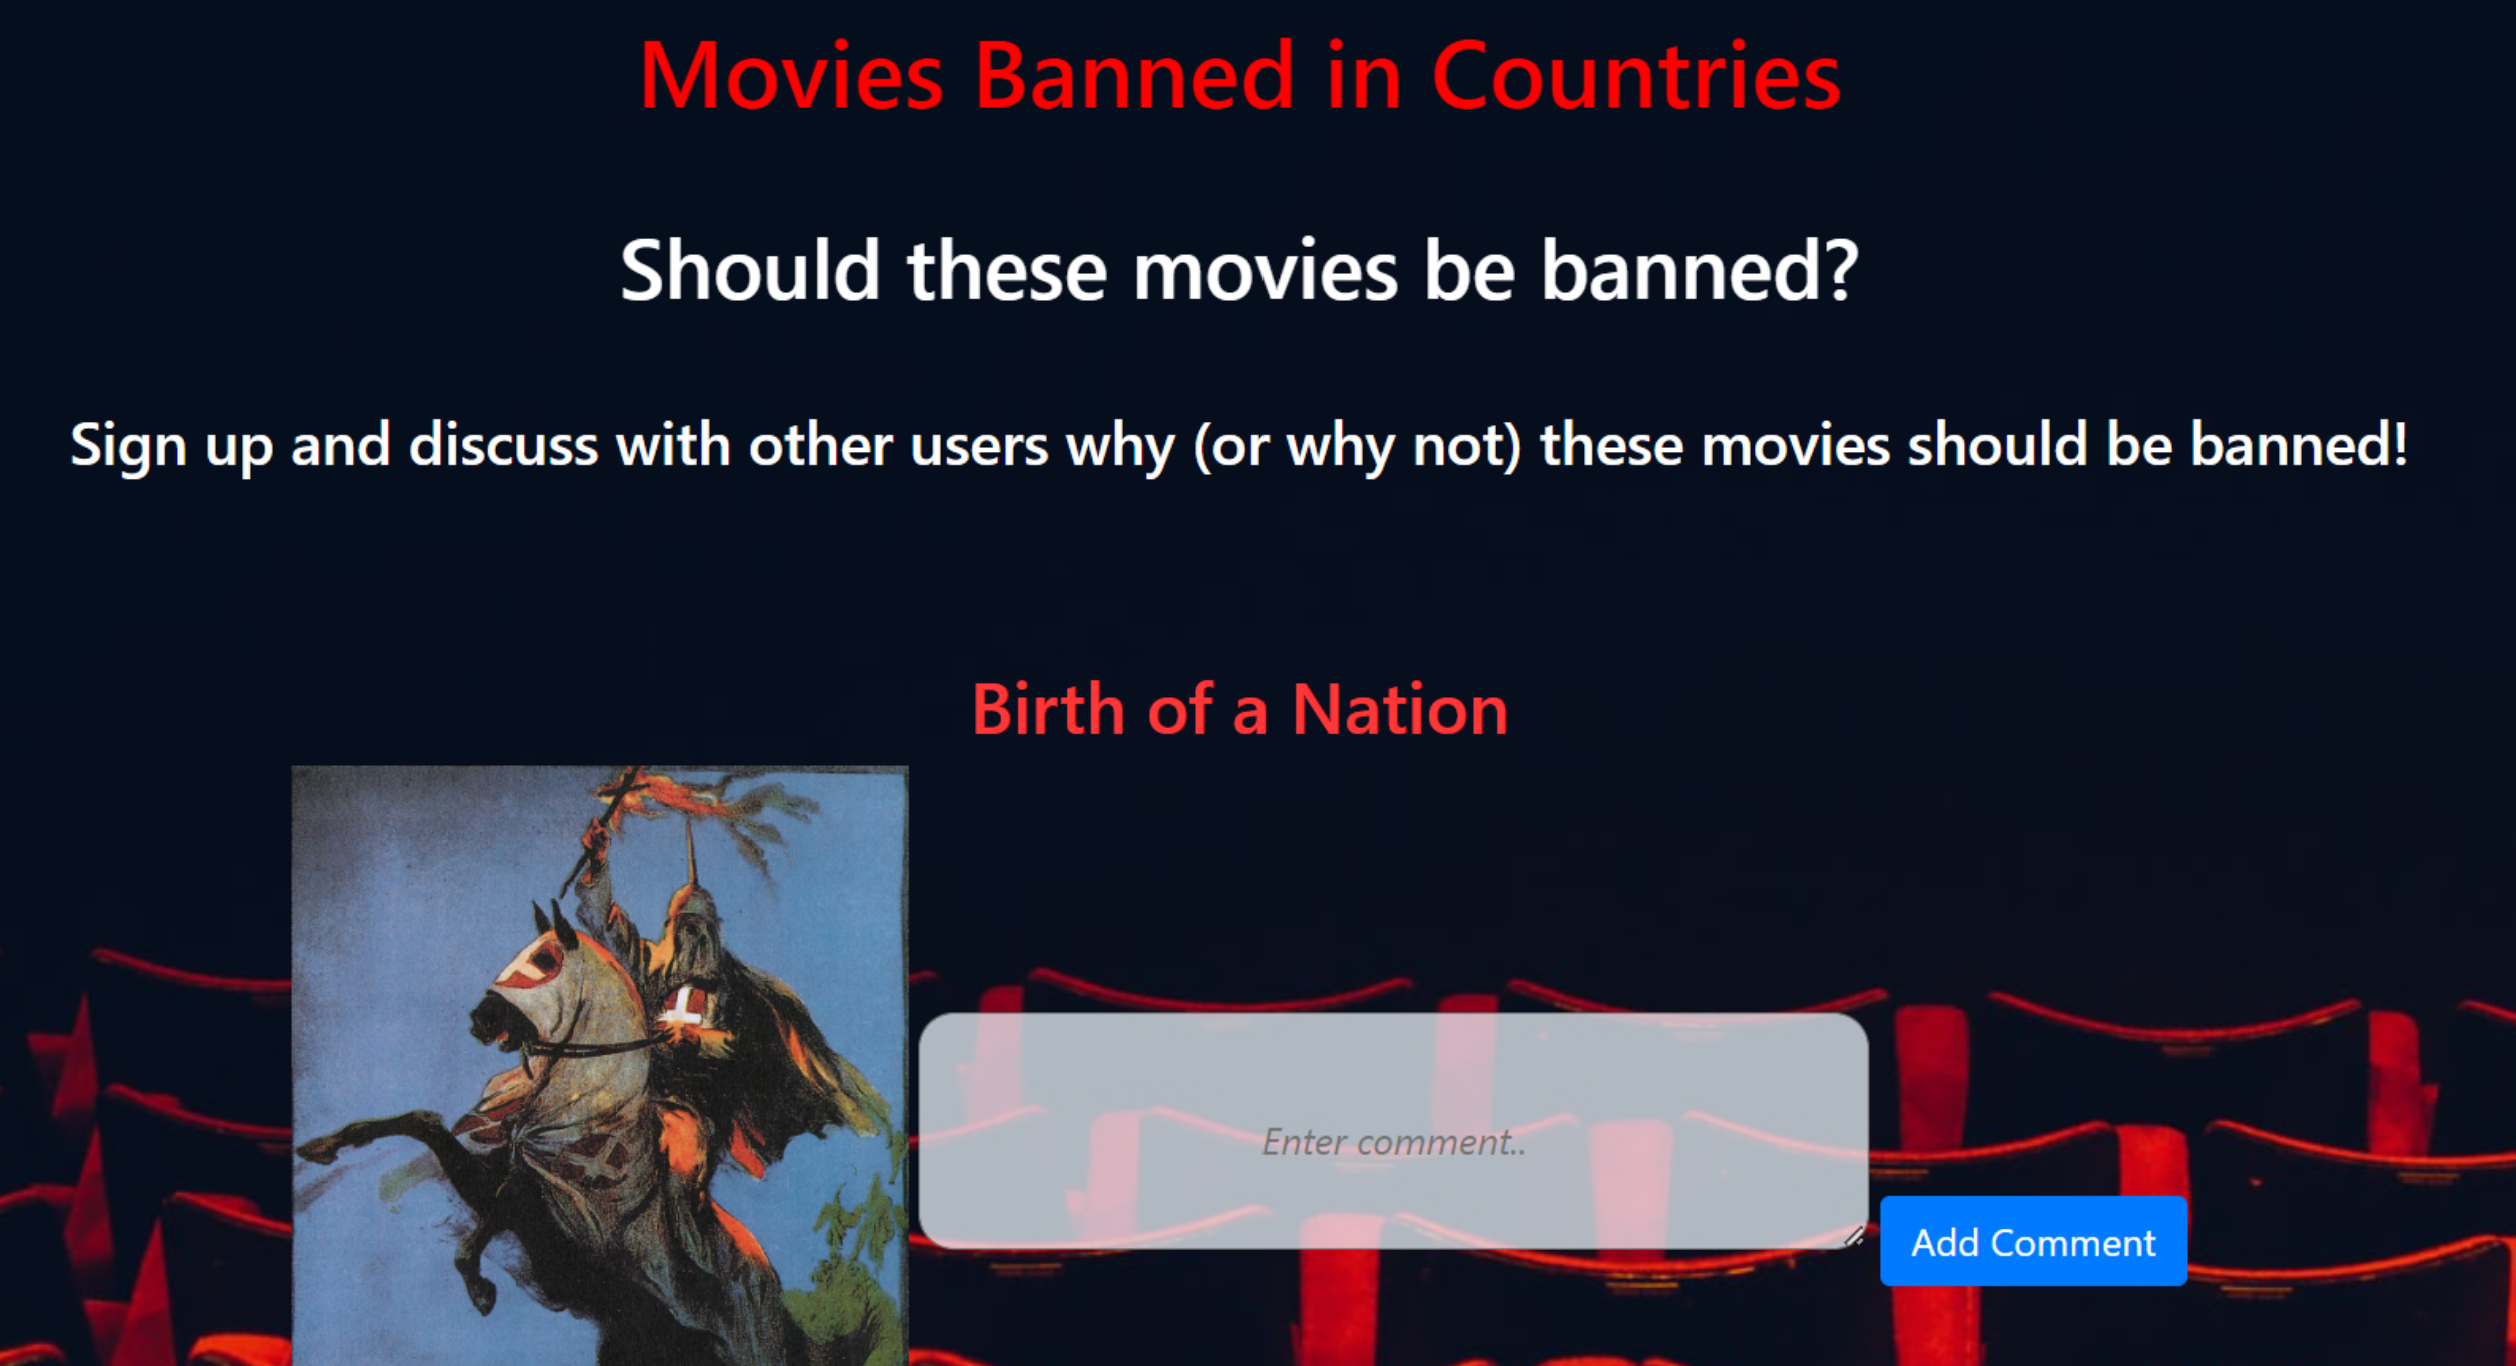 Movies Banned in Countries
Should these movies be banned?
Sign up and discuss with other users why (or why not) these movies should be banned!
Birth of a Nation
Enter comment..
Add Comment